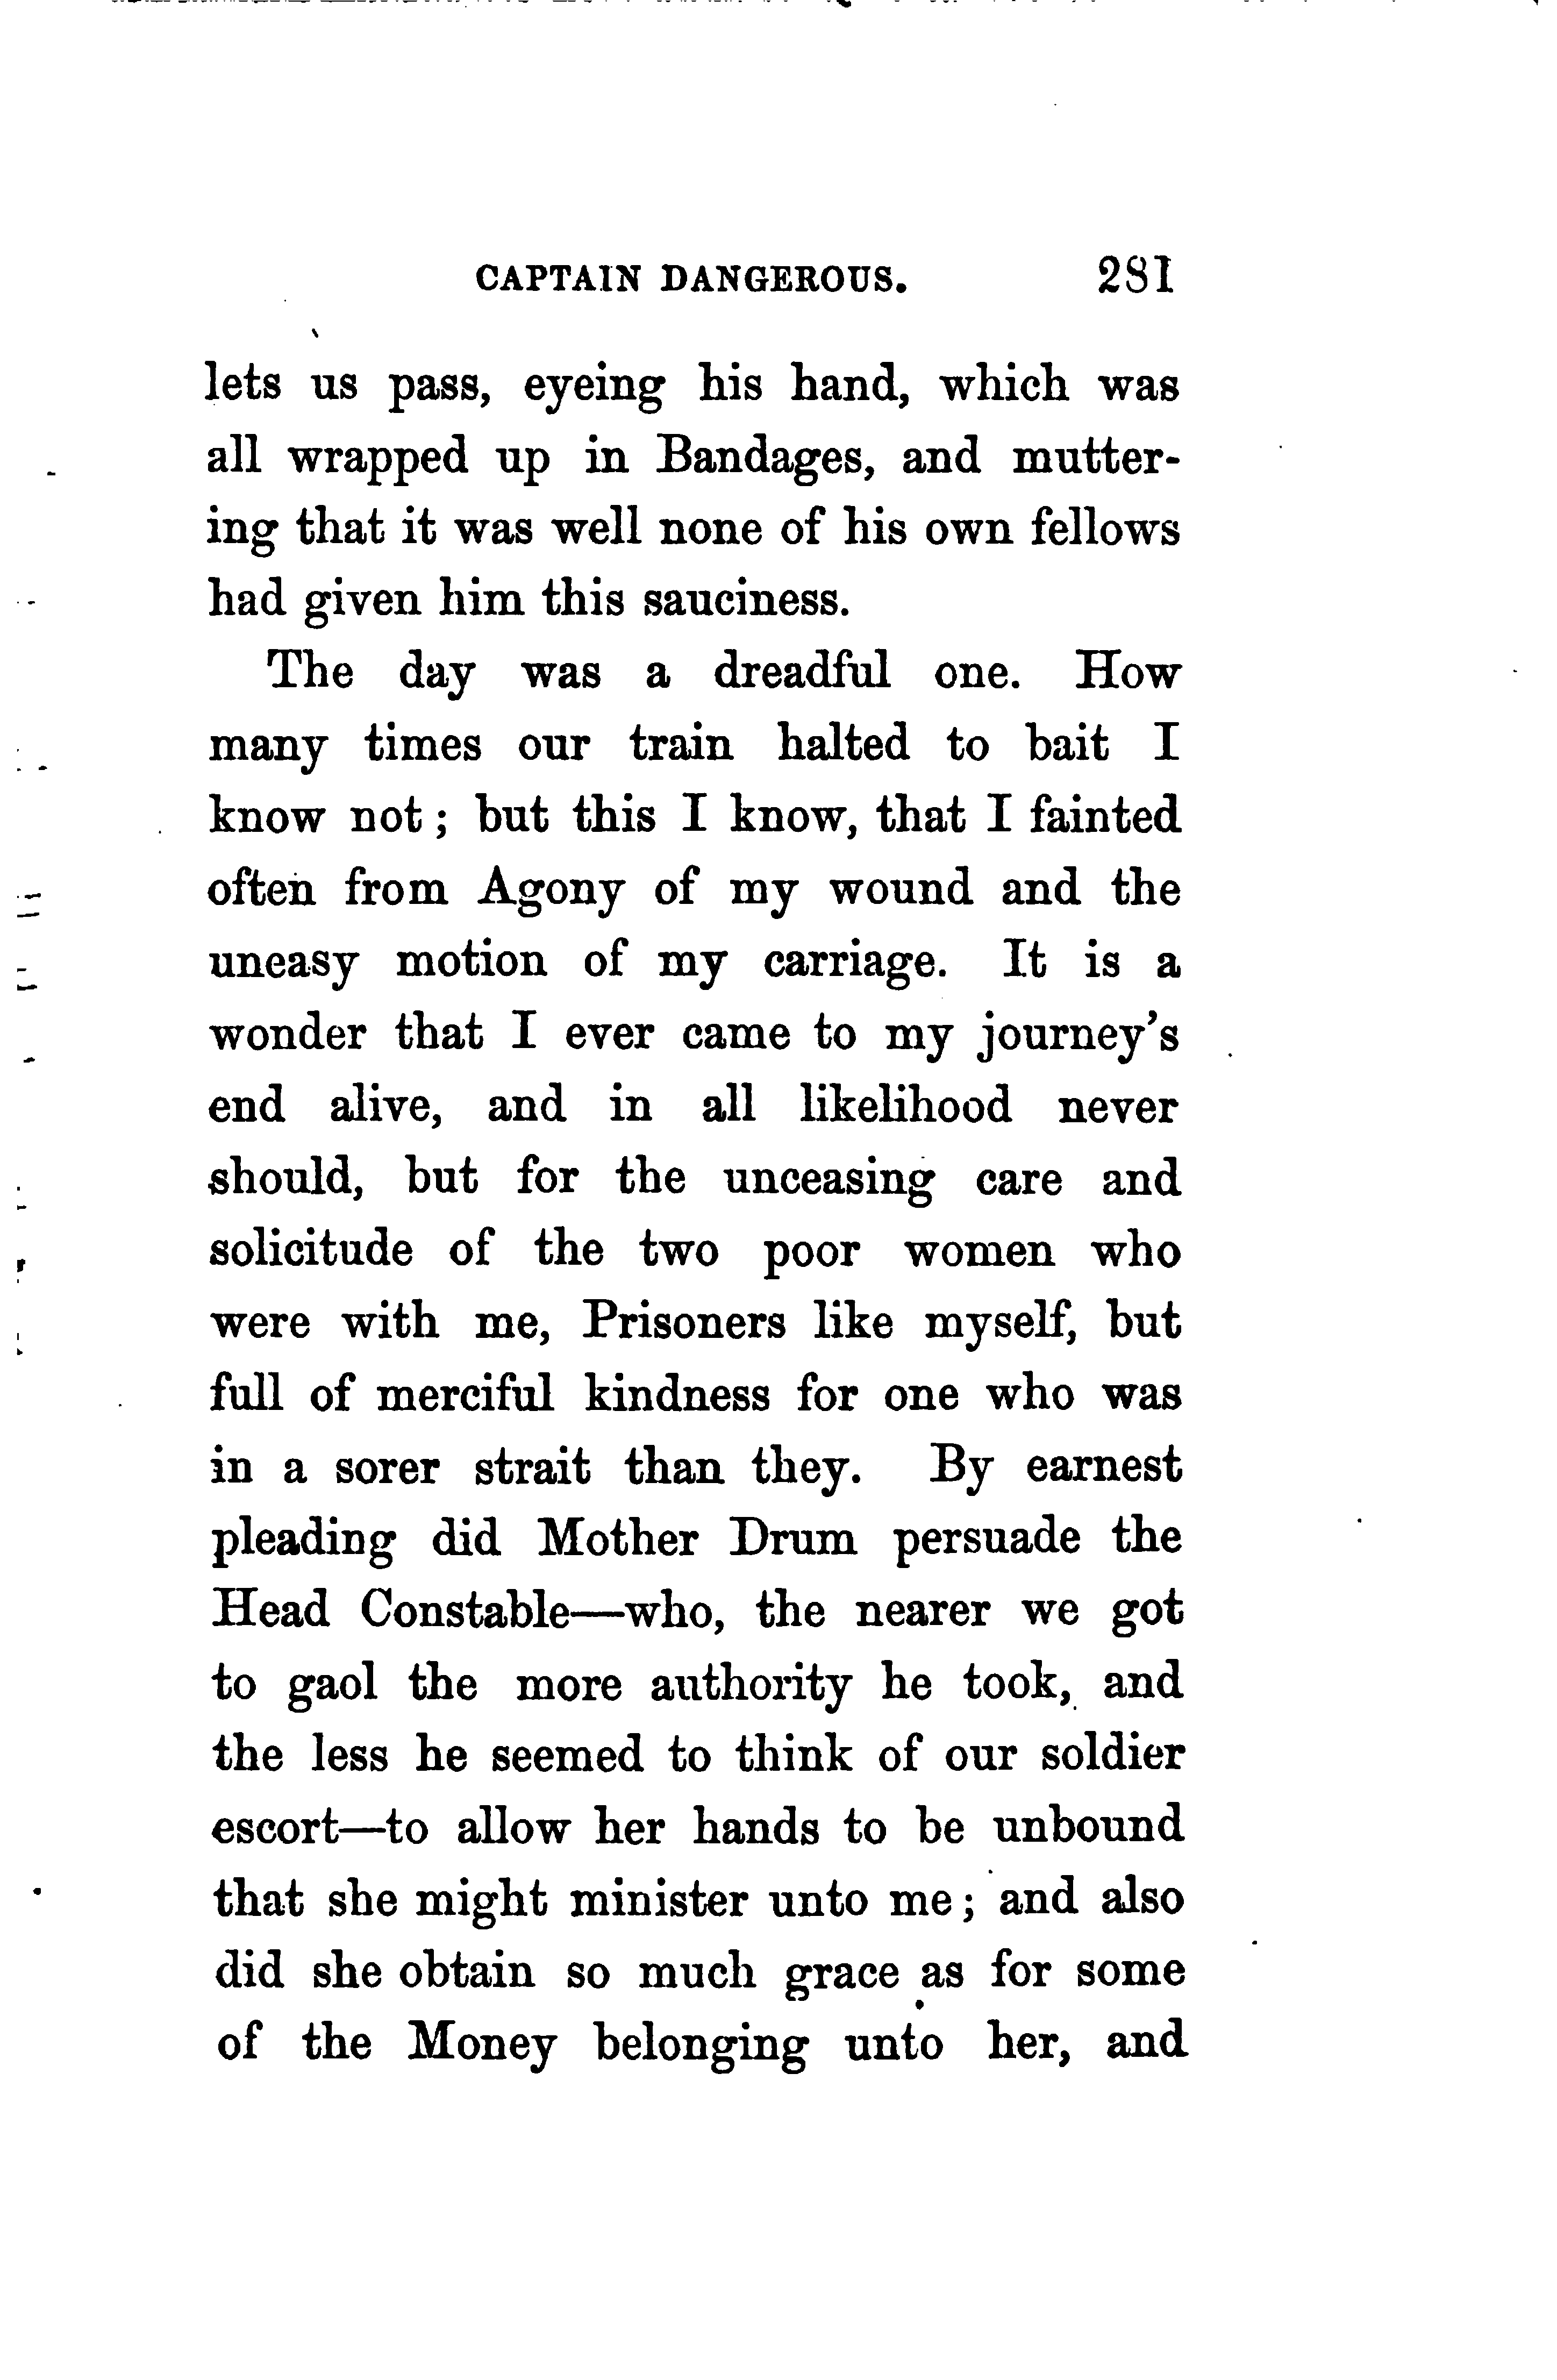 CAPTAIN DANGEROUS. 281
lets us pass, eyeing his hand, which was
all wrapped up in Bandages, and mutter-
ing that it was well none of his own fellows
had given him this sauciness.
The day was a dreadful one. How
many times our train halted to bait I
know not; but this I know, that I fainted
often from Agony of my wound and the
uneasy motion of my carriage. It is a
wonder that I ever came to my journey's
end alive, and in all likelihood never
should, but for the unceasing care and
solicitude of the two poor women who
were with me, Prisoners like myself, but
full of merciful kindness for one who was
in a sorer strait than they. By earnest
pleading did Mother Drum persuade the
Head Constable—who, the nearer we got
to gaol the more authority he took, and
the less he seemed to think of our soldier
escort—to allow her hands to be unbound
that she might minister unto me; and also
did she obtain so much grace as for some
of the Money belonging unto her, and